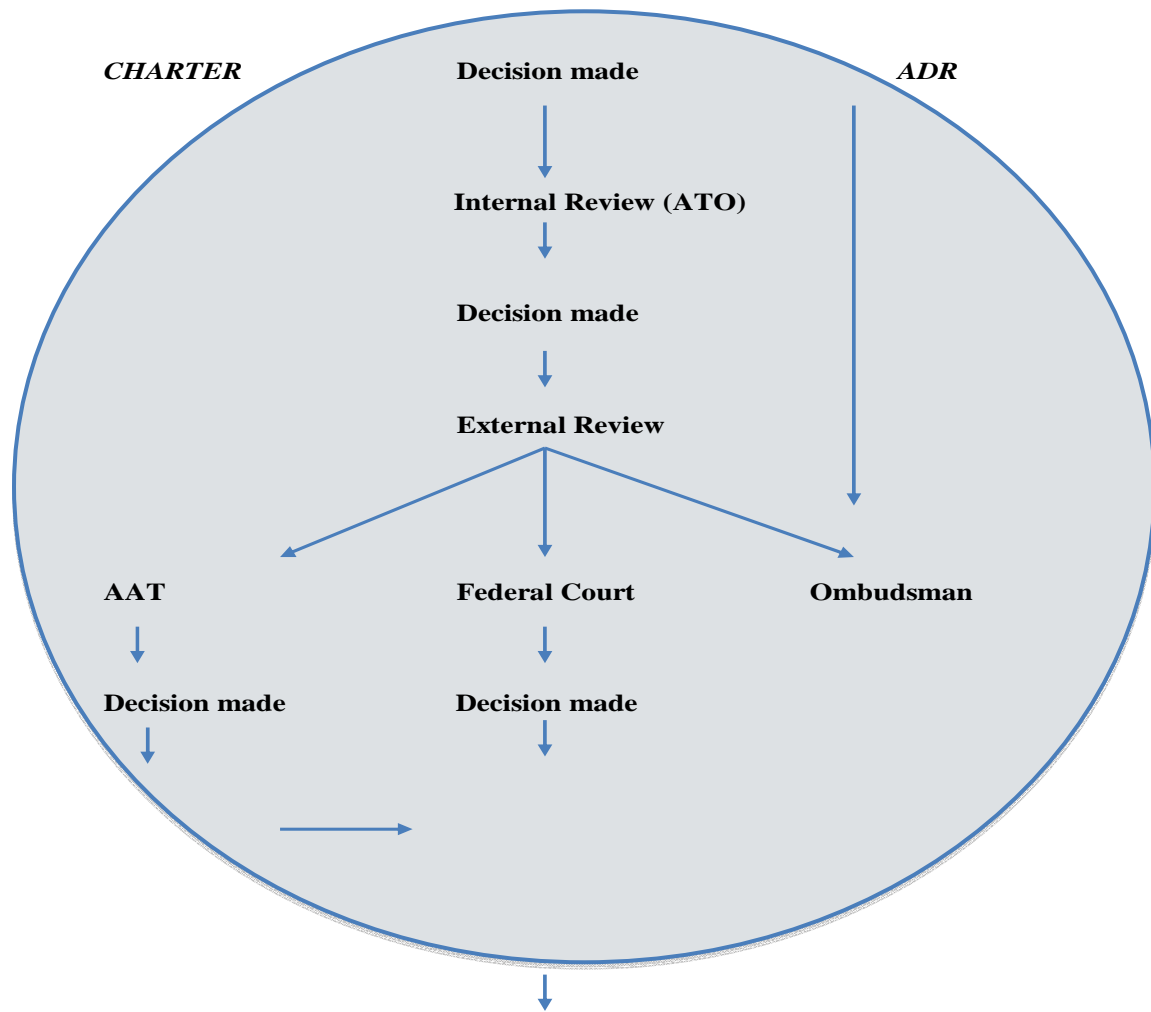 CHARTER
Decision made
ADR
Internal Review (ATO)
Decision made
External Review
AAT
Federal Court
Ombudsman
Decision made
Decision made